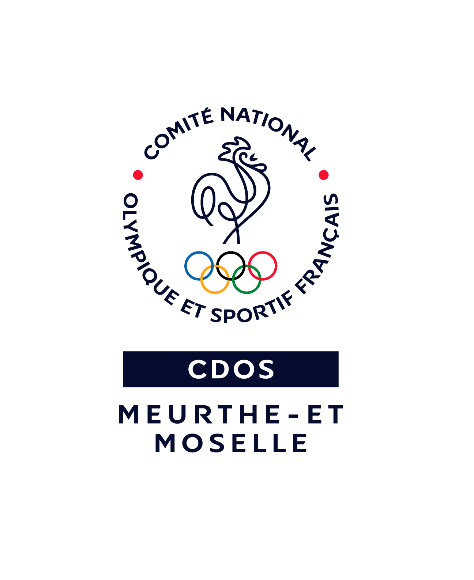 COMITÉ NATIONAL
OLYMPIQUE ET SPORTIF FRANÇAIS
CDOS
MEURTHE-ET
MOSELLE